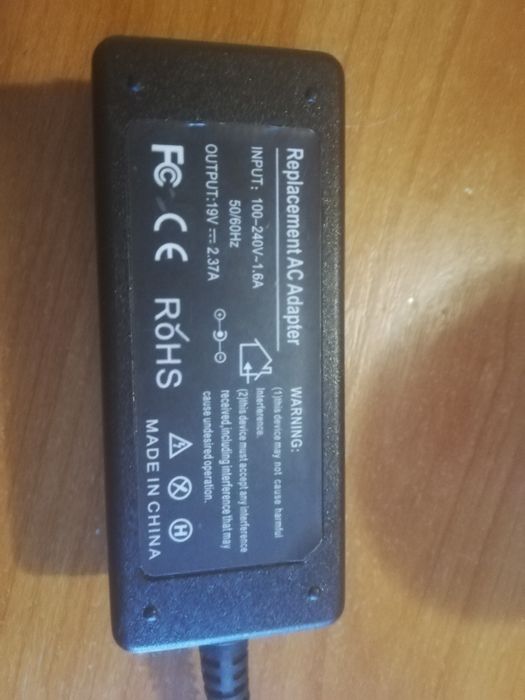 Replacement AC Adapter
INPUT: 100-240V~1.6A
50/60Hz
OUTPUT:19V ⎓ 2.37A
FC CE RoHS
WARNING:
(1)this device may not cause harmful
Interference.
(2)this device must accept any interference
received,including interference that may
cause undesired operation.
H
MADE IN CHINA